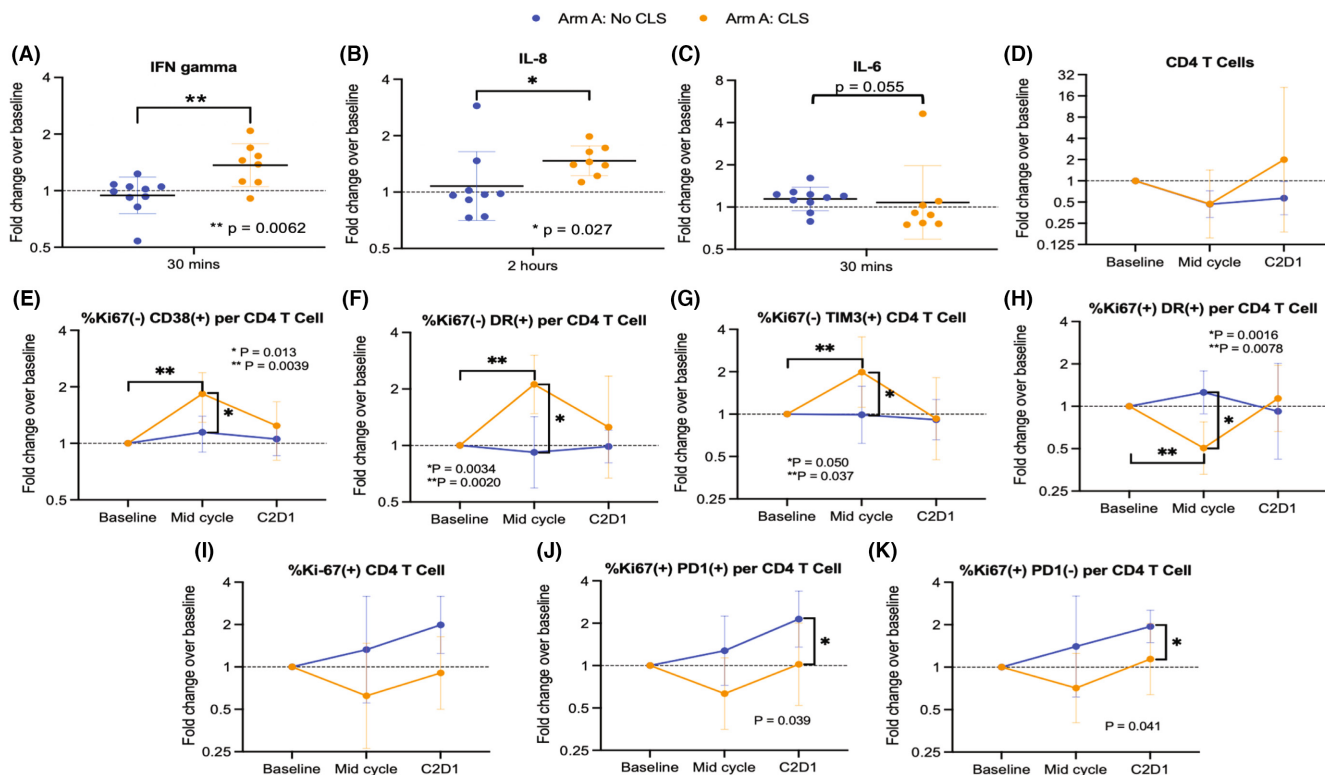 Arm A: No CLS Arm A: CLS
(A)
IFN gamma
Fold change over baseline
4
2
1
0.5
**
** p = 0.0062
30 mins
(B)
IL-8
Fold change over baseline
4
2
1
0.5
*
* p = 0.027
2 hours
(C)
IL-6
Fold change over baseline
8
4
2
1
0.5
p = 0.055
30 mins
(D)
CD4 T Cells
Fold change over baseline
32
16
8
4
2
1
0.5
0.25
0.125
Baseline Mid cycle C2D1
(E)
%Ki67(-) CD38(+) per CD4 T Cell
Fold change over baseline
4
2
1
0.5
**
*
* P = 0.013
** P = 0.0039
Baseline Mid cycle C2D1
(F)
%Ki67(-) DR(+) per CD4 T Cell
Fold change over baseline
4
2
1
0.5
**
*
*P = 0.0034
**P = 0.0020
Baseline Mid cycle C2D1
(G)
%Ki67(-) TIM3(+) CD4 T Cell
Fold change over baseline
4
2
1
0.5
0.25
**
*
*P = 0.050
**P = 0.037
Baseline Mid cycle C2D1
(H)
%Ki67(+) DR(+) per CD4 T Cell
Fold change over baseline
4
2
1
0.5
0.25
*P = 0.0016
**P = 0.0078
*
**
Baseline Mid cycle C2D1
(I)
%Ki-67(+) CD4 T Cell
Fold change over baseline
4
2
1
0.5
0.25
Baseline Mid cycle C2D1
(J)
%Ki67(+) PD1(+) per CD4 T Cell
Fold change over baseline
4
2
1
0.5
0.25
*
P = 0.039
Baseline Mid cycle C2D1
(K)
%Ki67(+) PD1(-) per CD4 T Cell
Fold change over baseline
4
2
1
0.5
0.25
*
P = 0.041
Baseline Mid cycle C2D1